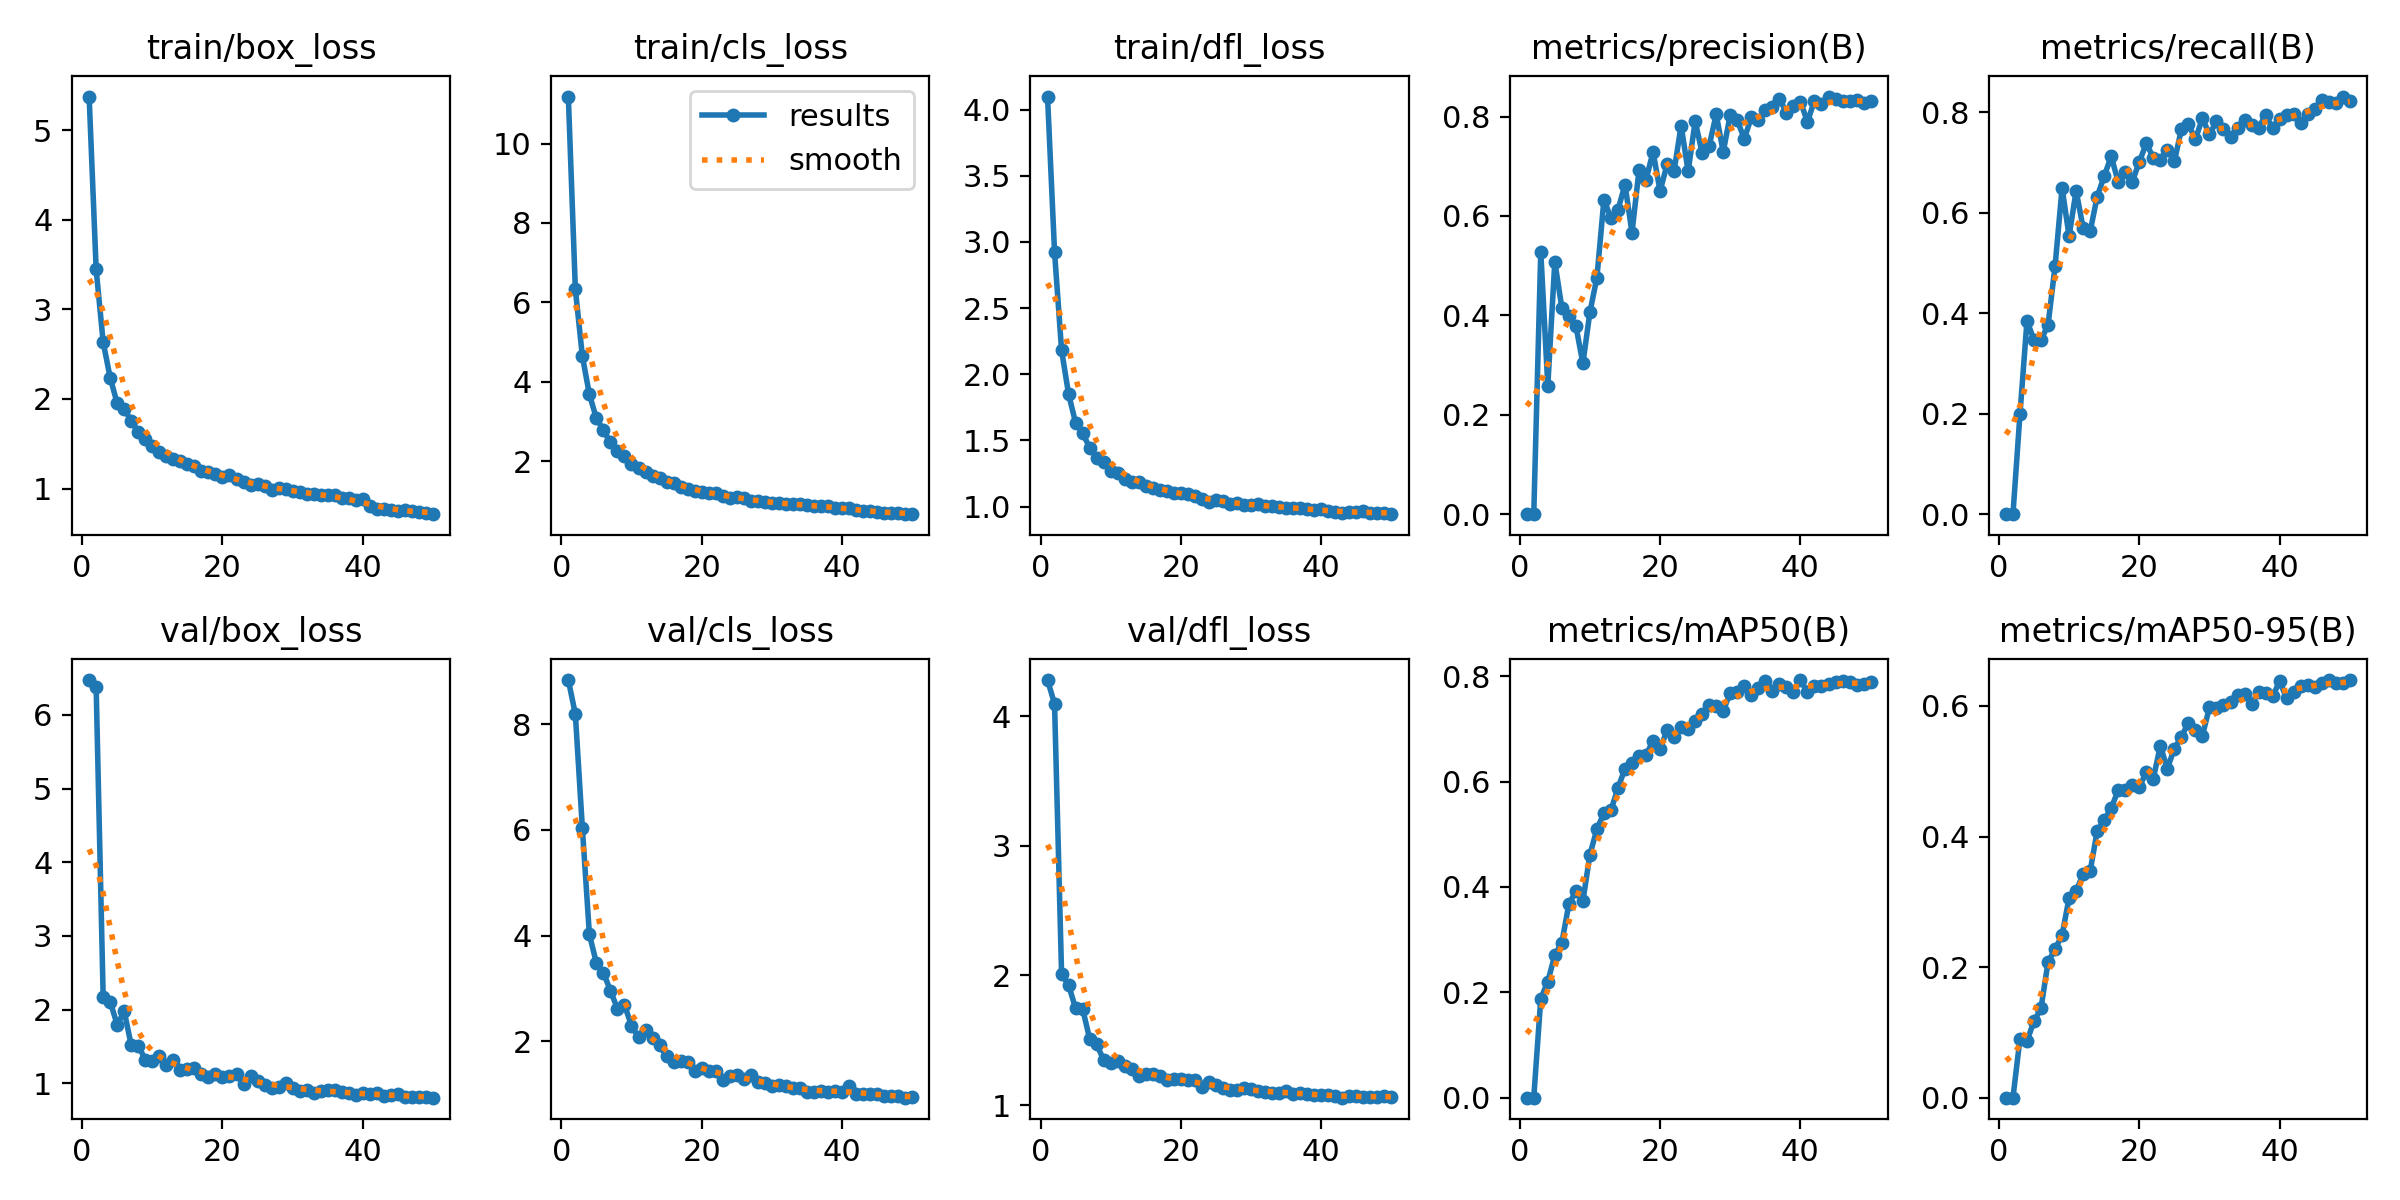 train/box_loss
5
4
3
2
1
0 20 40
train/cls_loss
results
smooth
10
8
6
4
2
0 20 40
train/dfl_loss
4.0
3.5
3.0
2.5
2.0
1.5
1.0
0 20 40
metrics/precision(B)
0.8
0.6
0.4
0.2
0.0
0 20 40
metrics/recall(B)
0.8
0.6
0.4
0.2
0.0
0 20 40
val/box_loss
6
5
4
3
2
1
0 20 40
val/cls_loss
8
6
4
2
0 20 40
val/dfl_loss
4
3
2
1
0 20 40
metrics/mAP50(B)
0.8
0.6
0.4
0.2
0.0
0 20 40
metrics/mAP50-95(B)
0.6
0.4
0.2
0.0
0 20 40